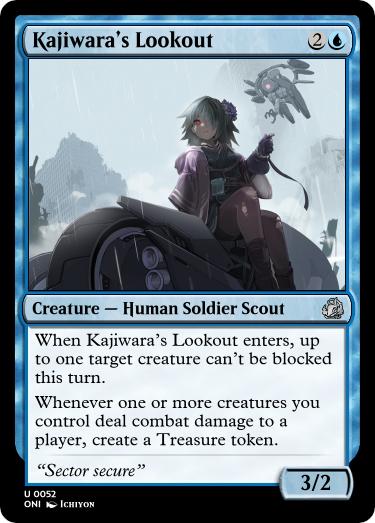 Kajiwara's Lookout 2
Creature — Human Soldier Scout
When Kajiwara's Lookout enters, up
to one target creature can't be blocked
this turn.
Whenever one or more creatures you
control deal combat damage to a
player, create a Treasure token.
“Sector secure”
3/2
U 0052
ONI Ichiyon